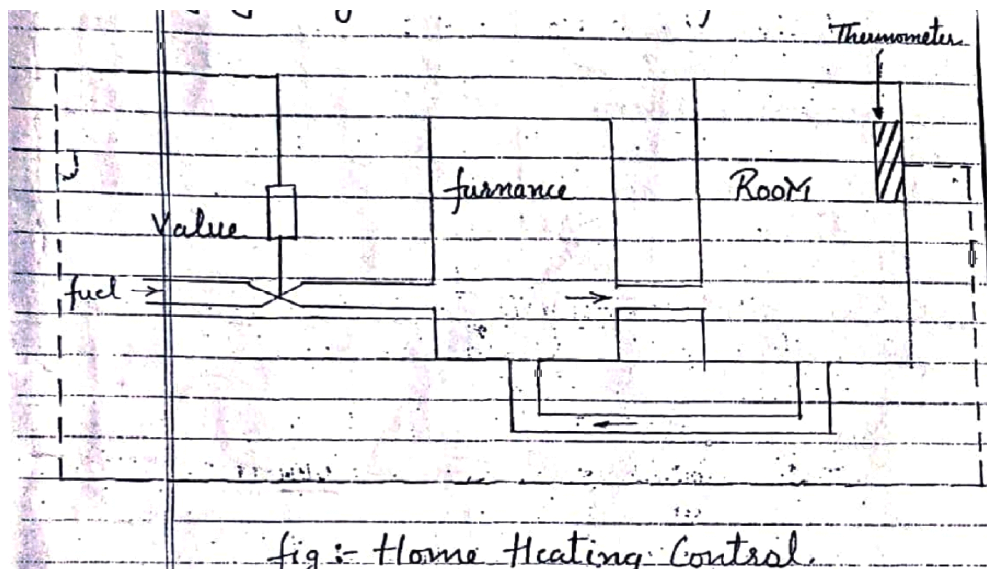 Thermometer
furnance
ROOM
Value
fuel →
fig:- Home Heating Control.